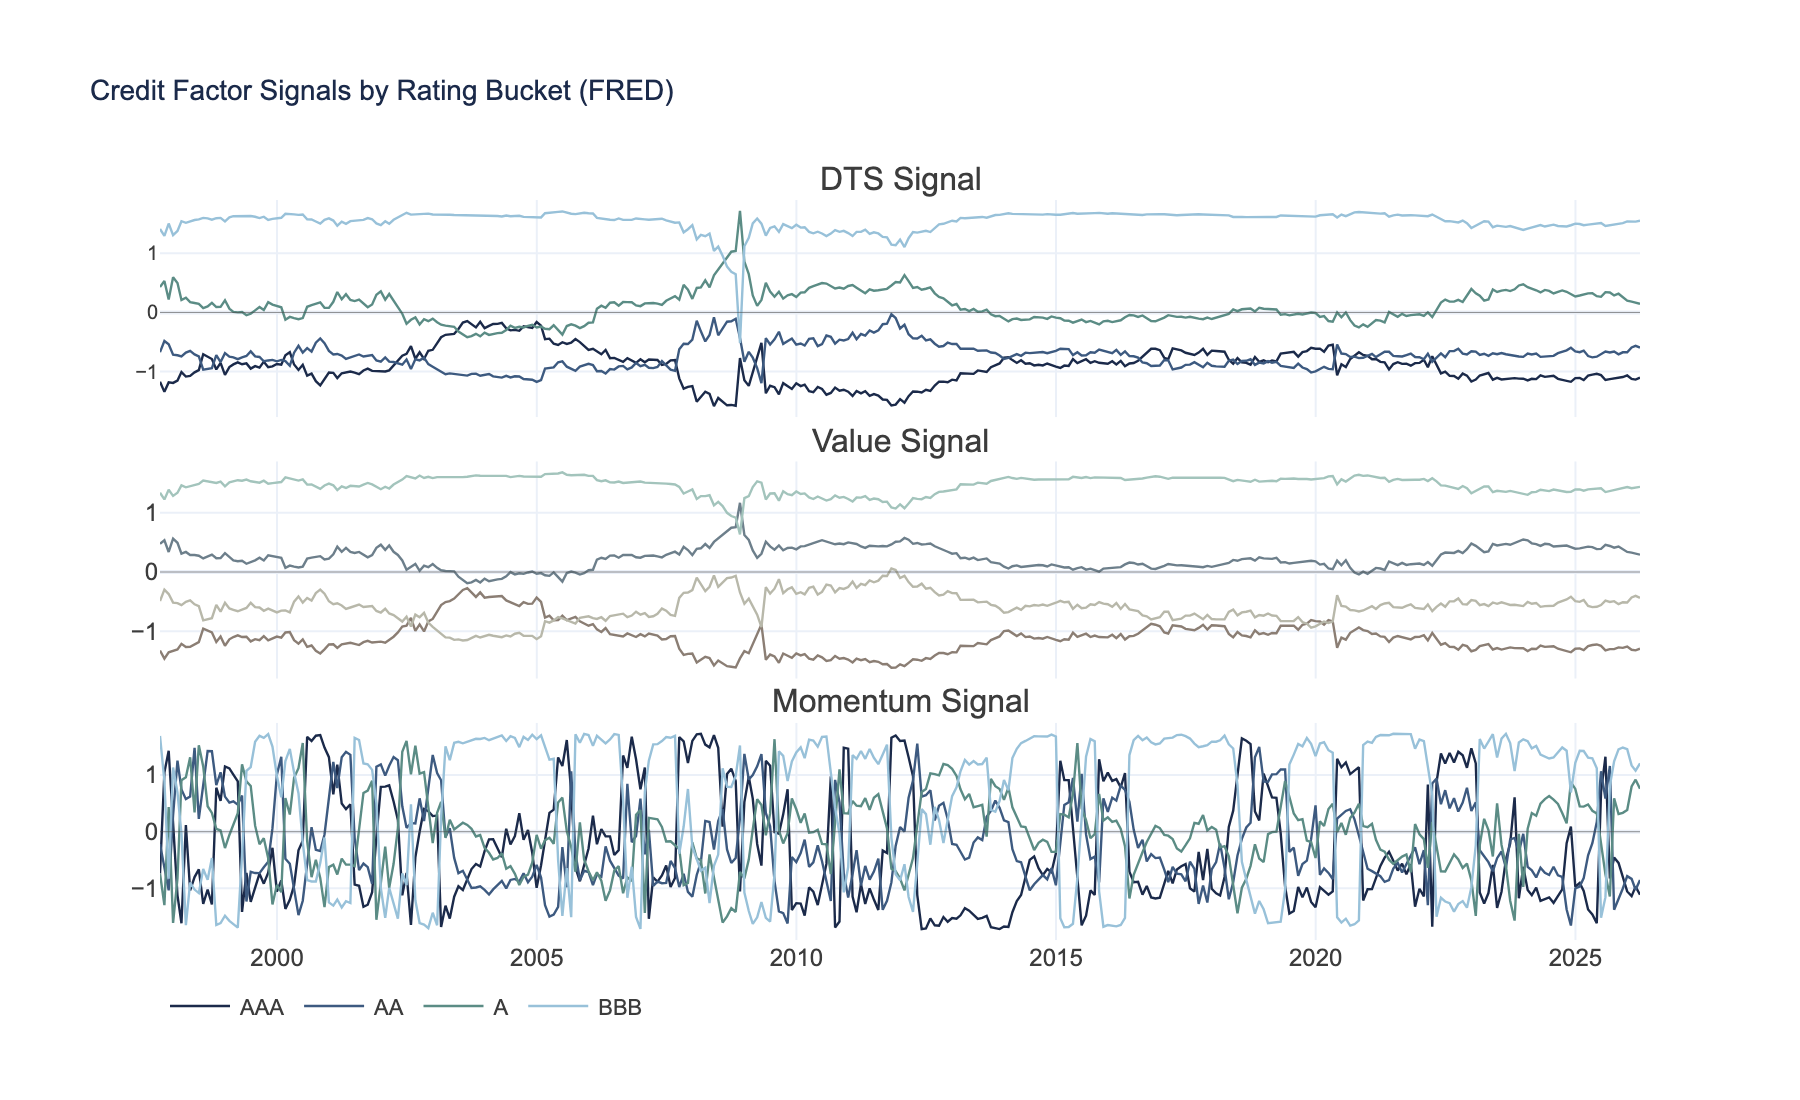 Credit Factor Signals by Rating Bucket (FRED)
DTS Signal
1
0
−1
Value Signal
1
0
−1
Momentum Signal
1
0
−1
2000 2005 2010 2015 2020 2025
AAA AA A BBB